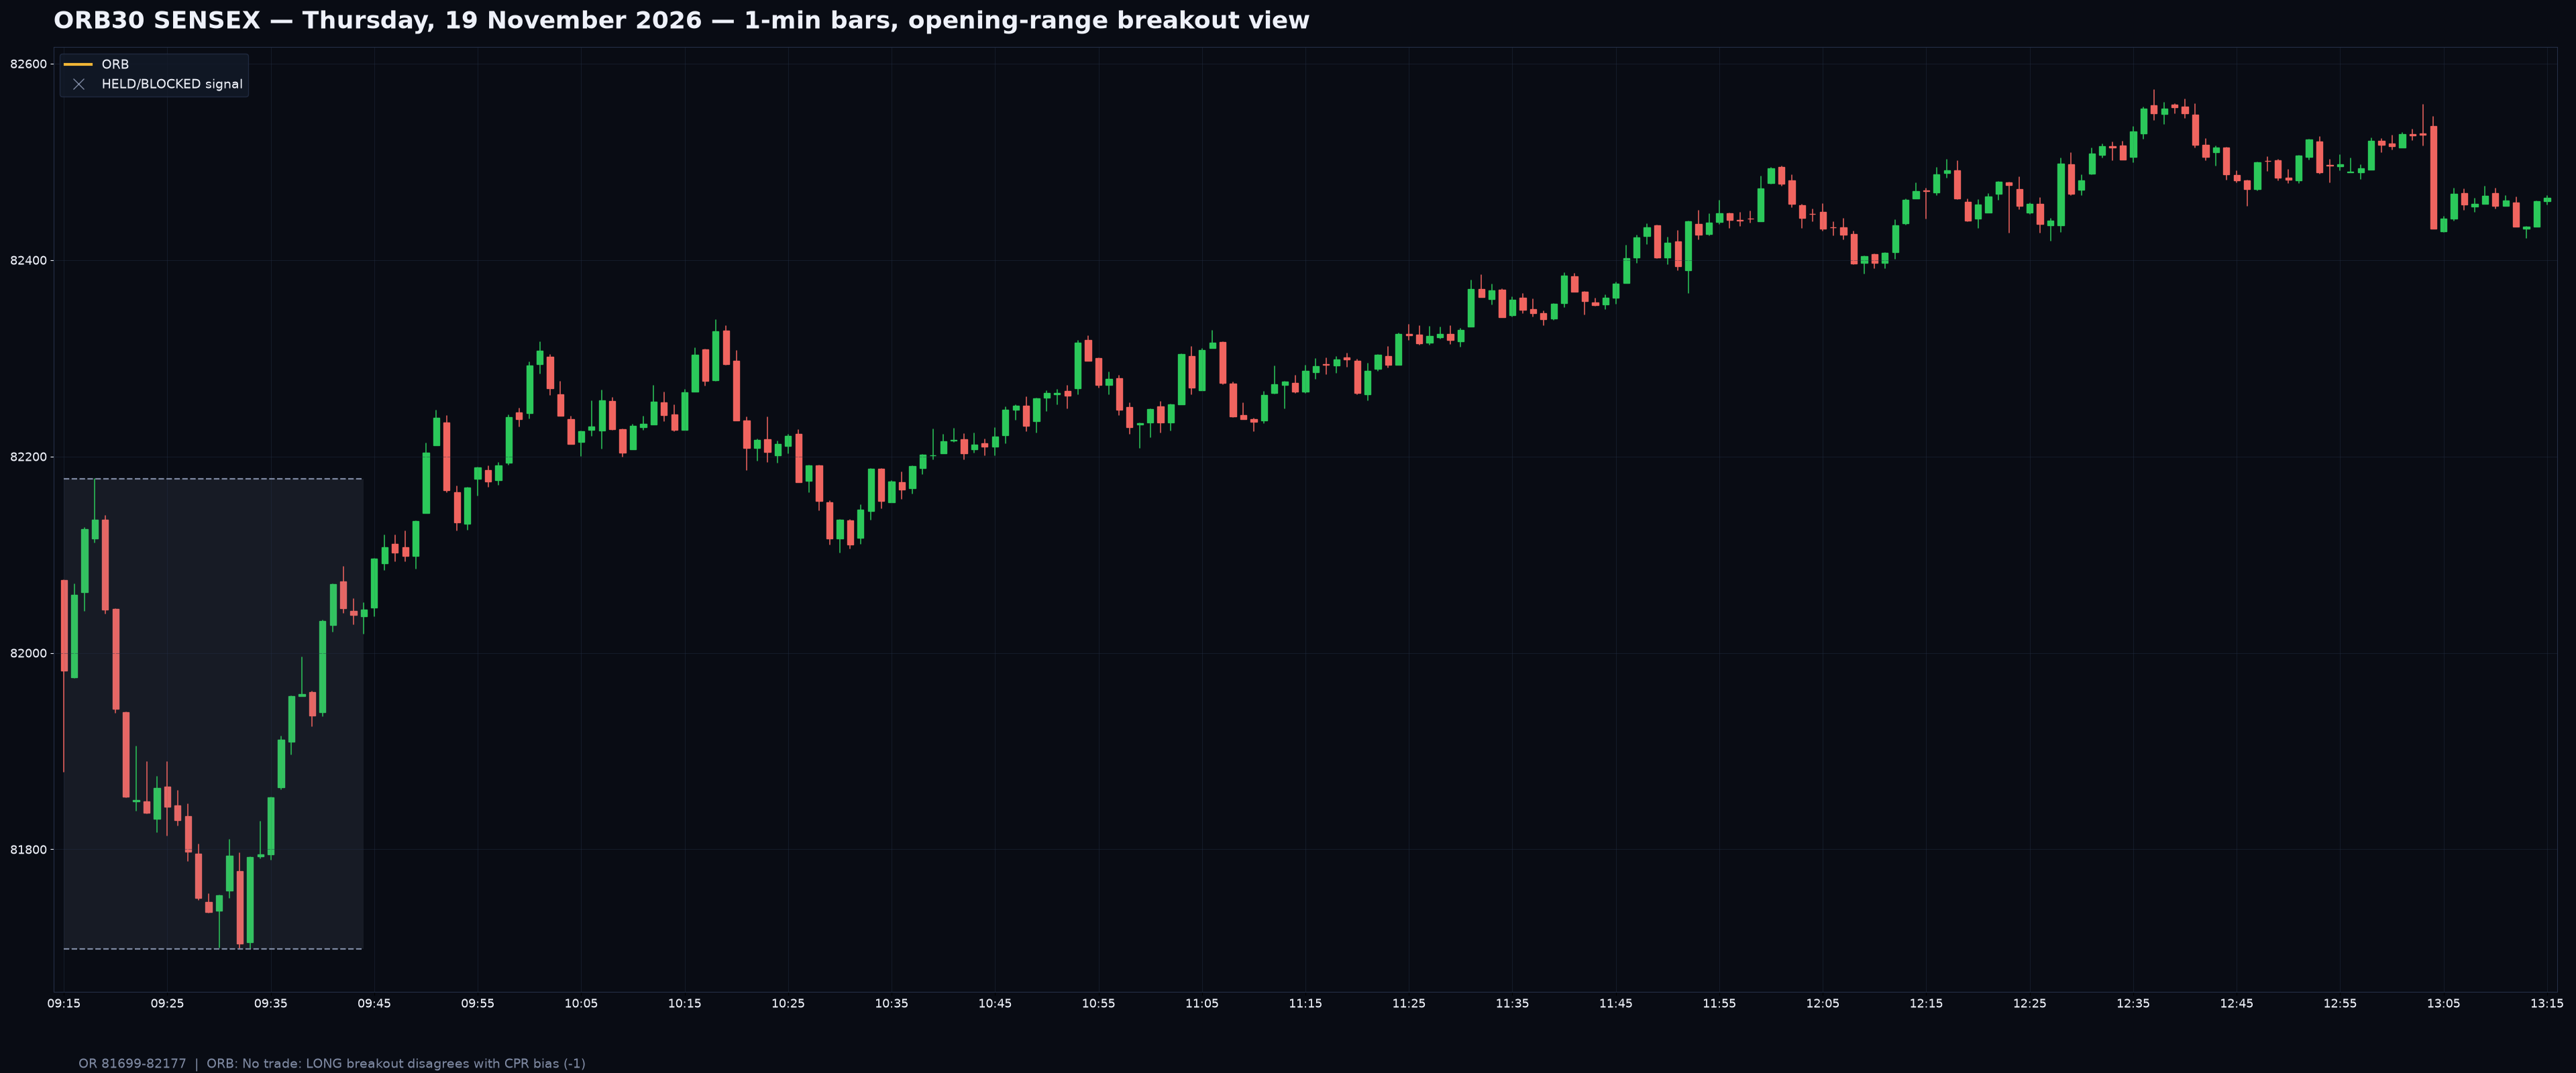 ORB30 SENSEX — Thursday, 19 November 2026 — 1-min bars, opening-range breakout view
ORB
HELD/BLOCKED signal
82600
82400
82200
82000
81800
09:15 09:25 09:35 09:45 09:55 10:05 10:15 10:25 10:35 10:45 10:55 11:05 11:15 11:25 11:35 11:45 11:55 12:05 12:15 12:25 12:35 12:45 12:55 13:05 13:15
OR 81699-82177 | ORB: No trade: LONG breakout disagrees with CPR bias (-1)